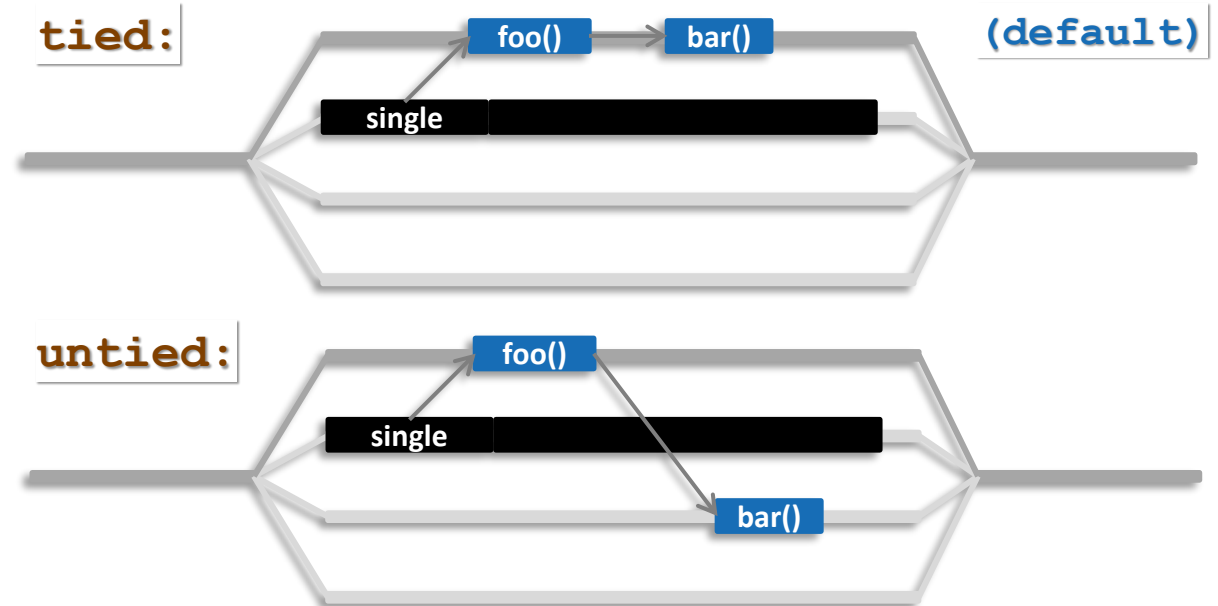 tied:
foo()
bar()
(default)
single
untied:
foo()
single
bar()